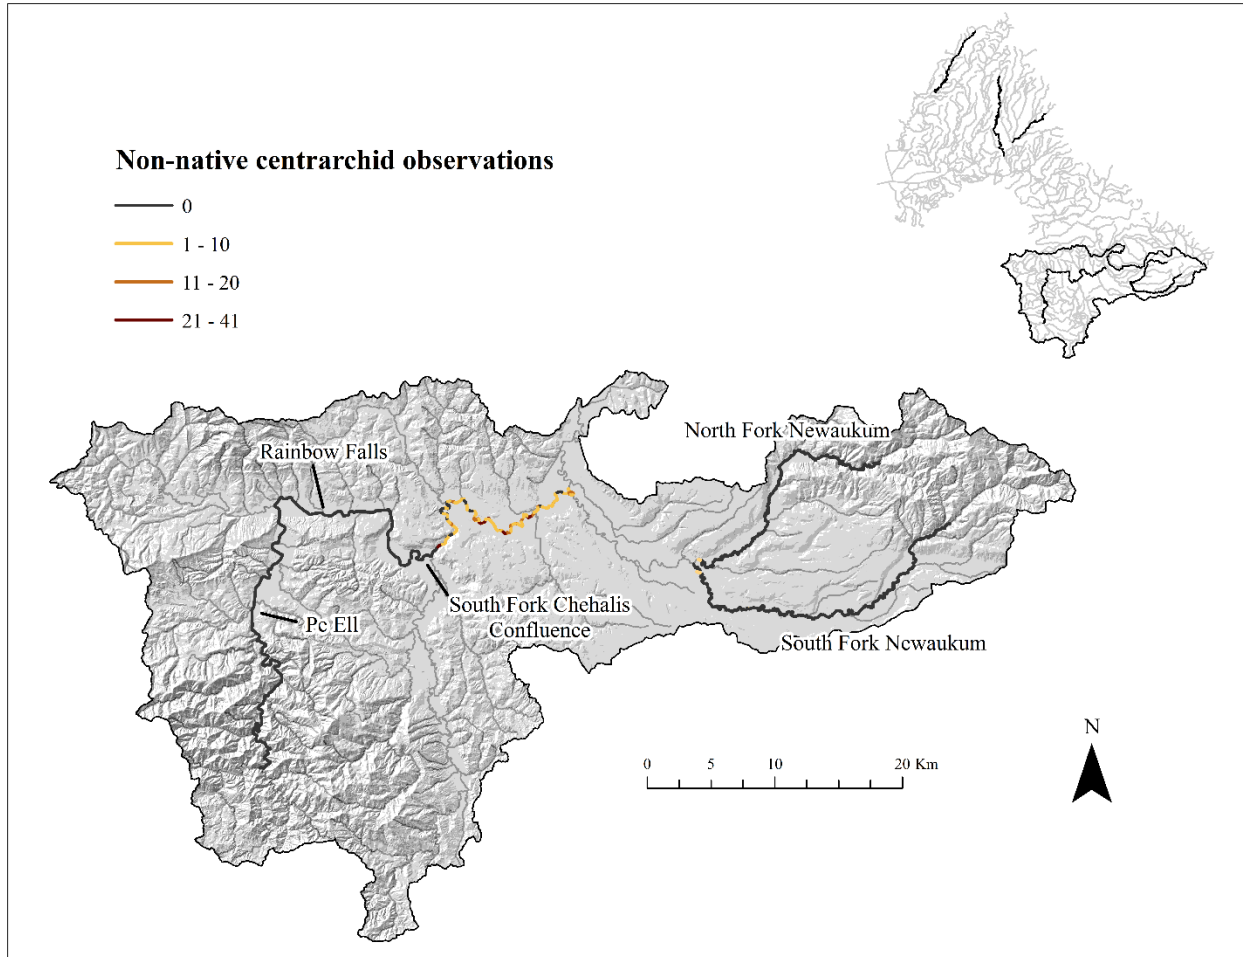 Non-native centrarchid observations
0
1 - 10
11 - 20
21 - 41
North Fork Newaukum
Rainbow Falls
South Fork Chehalis
Confluence
Pe Ell
South Fork Newaukum
N
0 5 10 20 Km